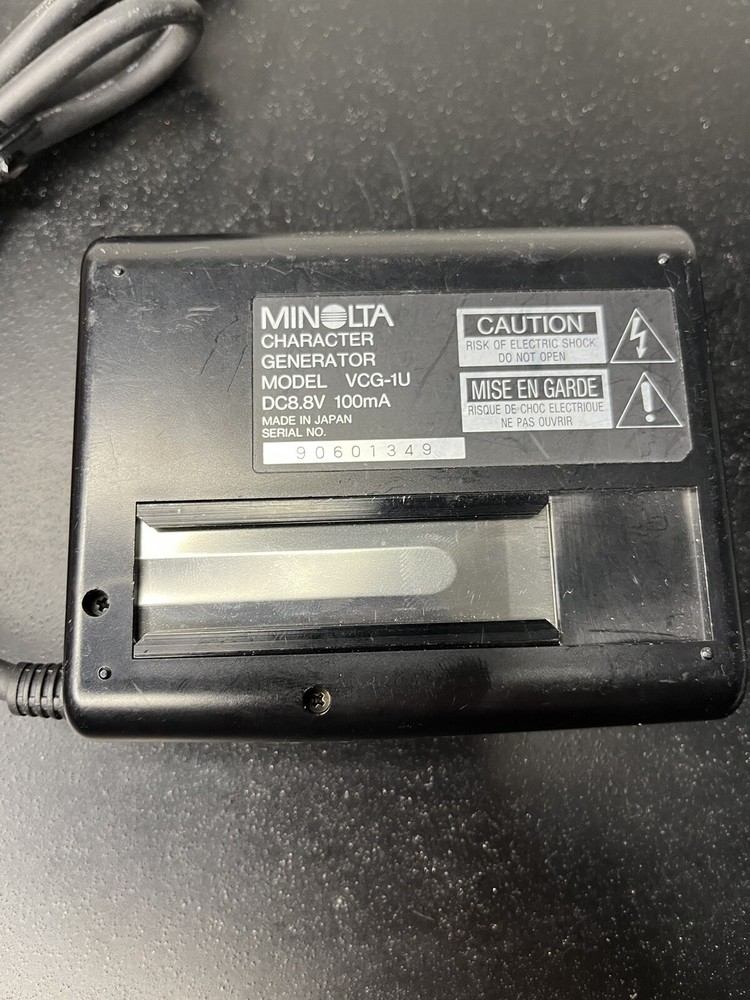 MINOLTA
CHARACTER
GENERATOR
MODEL VCG-1U
DC8.8V 100mA
MADE IN JAPAN
SERIAL NO.
90601349
CAUTION
RISK OF ELECTRIC SHOCK
DO NOT OPEN
MISE EN GARDE
RISQUE DE CHOC ELECTRIQUE
NE PAS OUVRIR